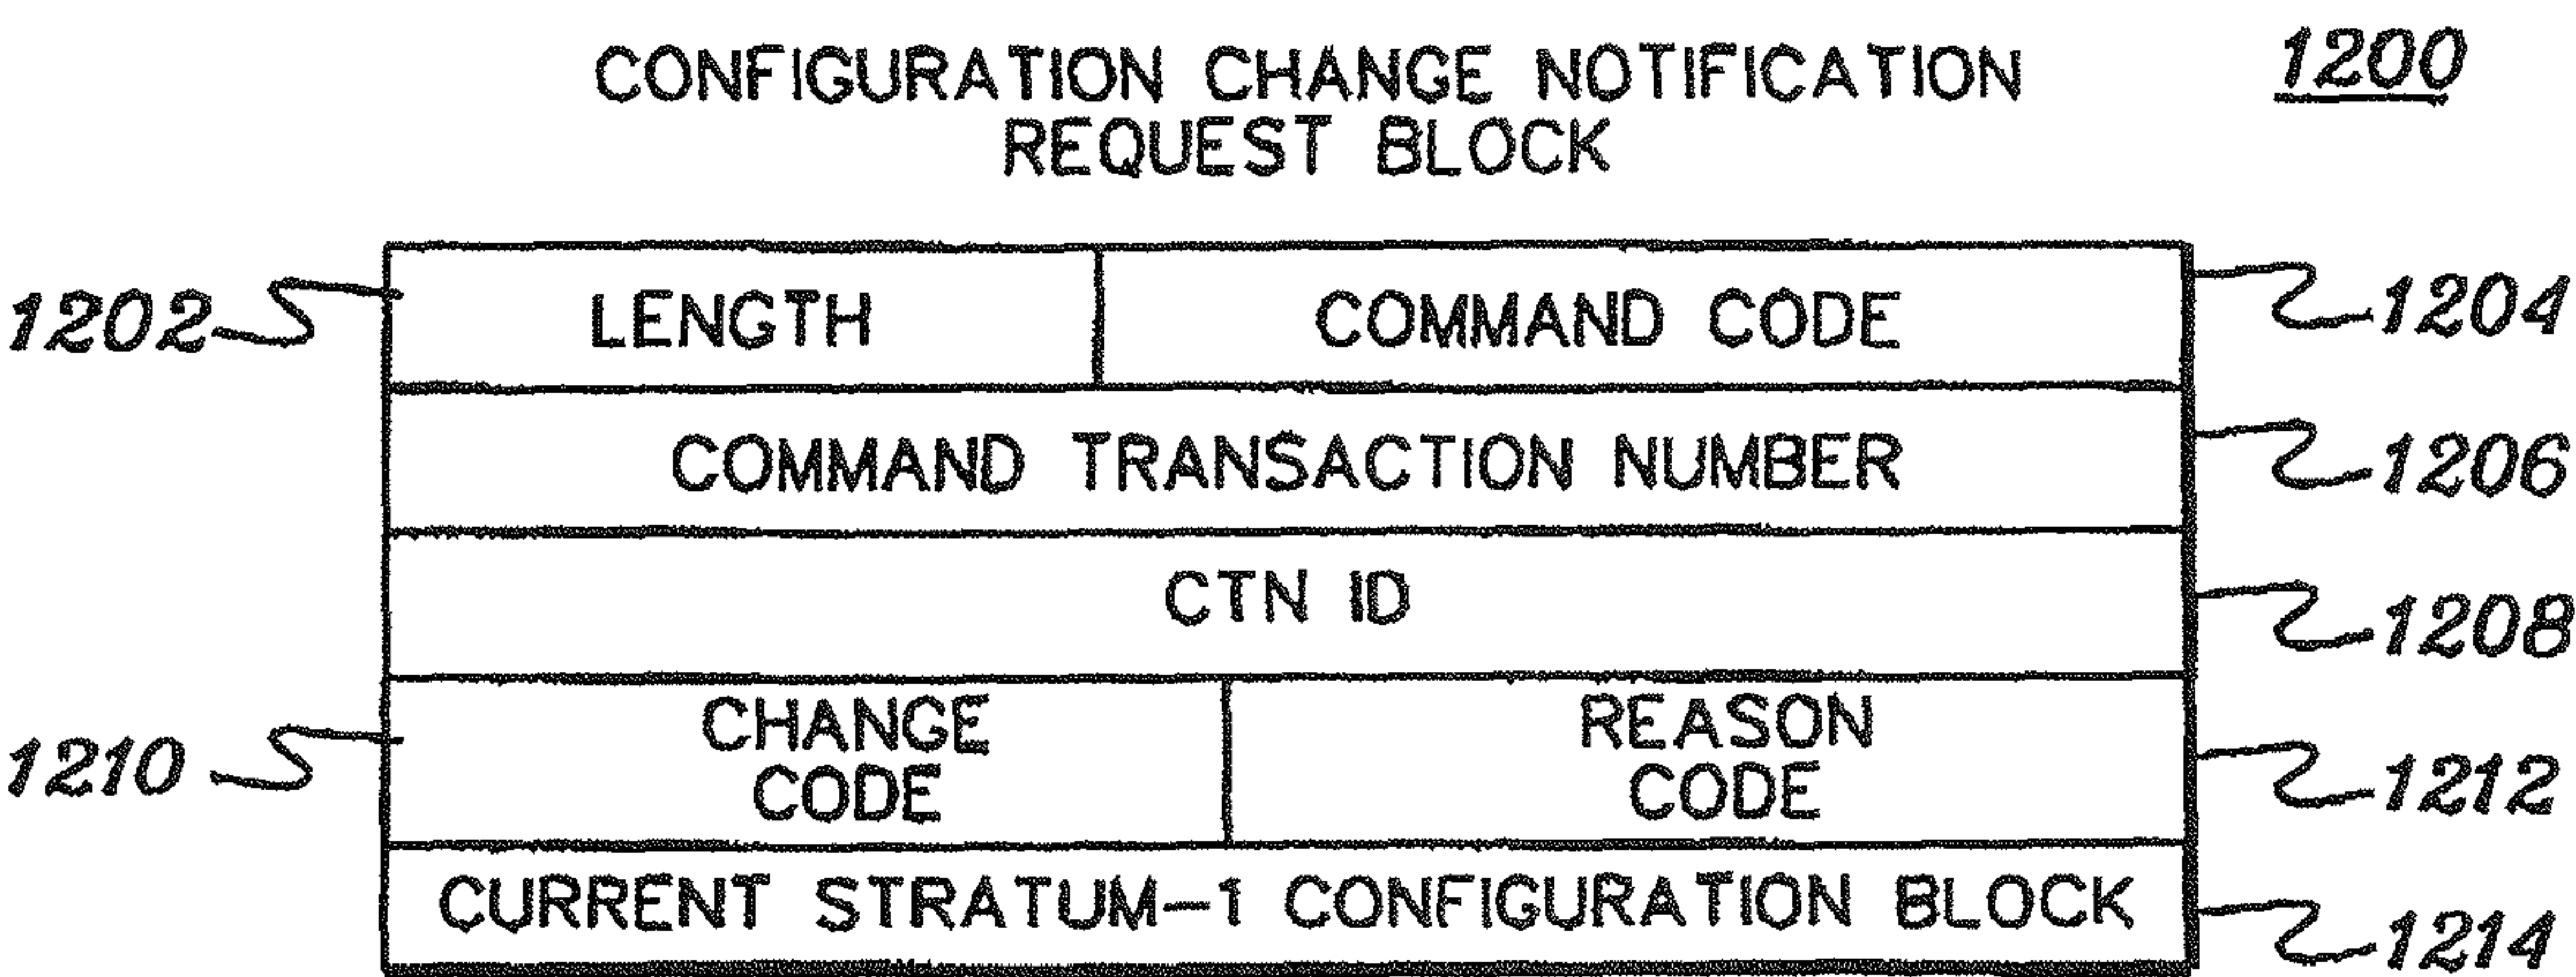 CONFIGURATION CHANGE NOTIFICATION 1200
REQUEST BLOCK
1202 LENGTH COMMAND CODE 1204
COMMAND TRANSACTION NUMBER 1206
CTN ID 1208
CHANGE REASON
1210 CODE CODE 1212
CURRENT STRATUM-1 CONFIGURATION BLOCK 1214